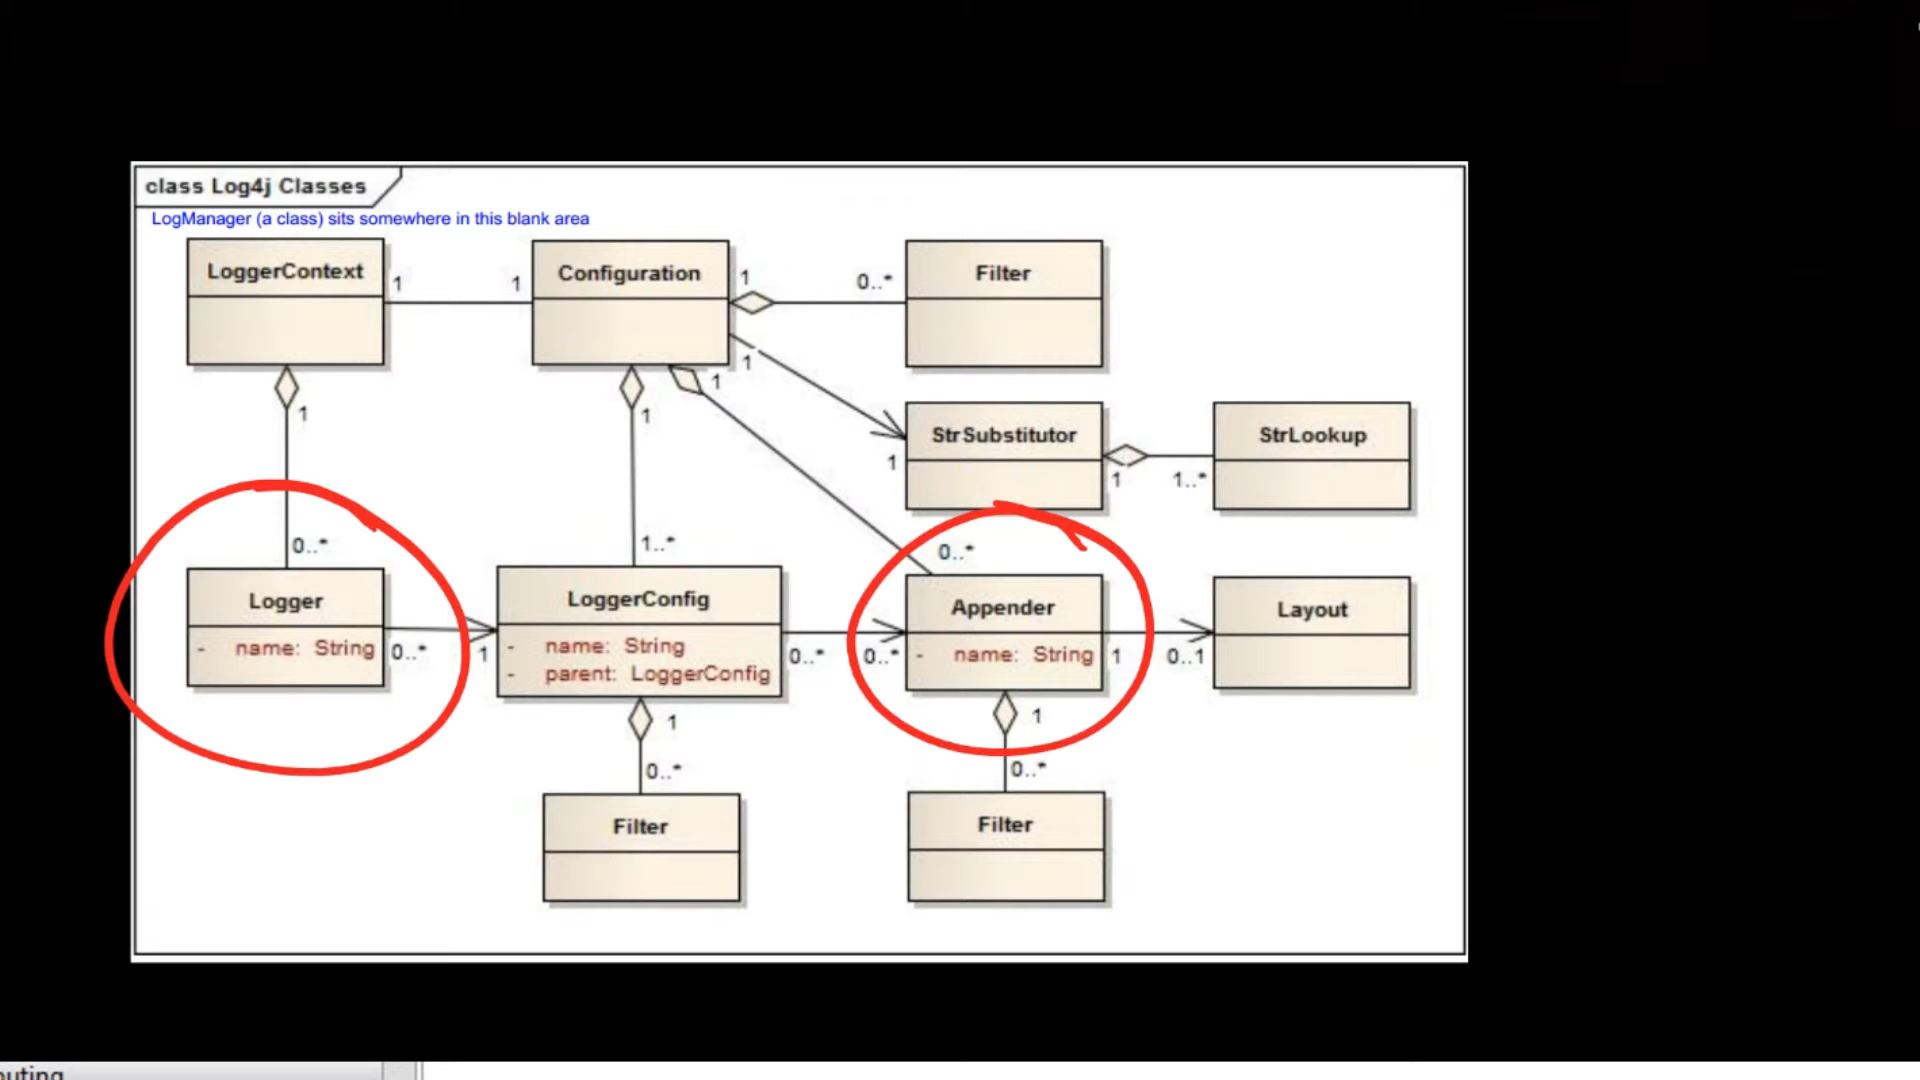 class Log4j Classes
LogManager (a class) sits somewhere in this blank area
LoggerContext
1
1
Configuration
1
0..*
Filter
1
1
1
1
1
StrSubstitutor
1
1..*
StrLookup
0..*
1..*
0..*
Logger
- name: String
0..*
1
LoggerConfig
- name: String
- parent: LoggerConfig
0..*
0..*
Appender
- name: String
1
0..1
Layout
1
0..*
Filter
1
0..*
Filter
outing